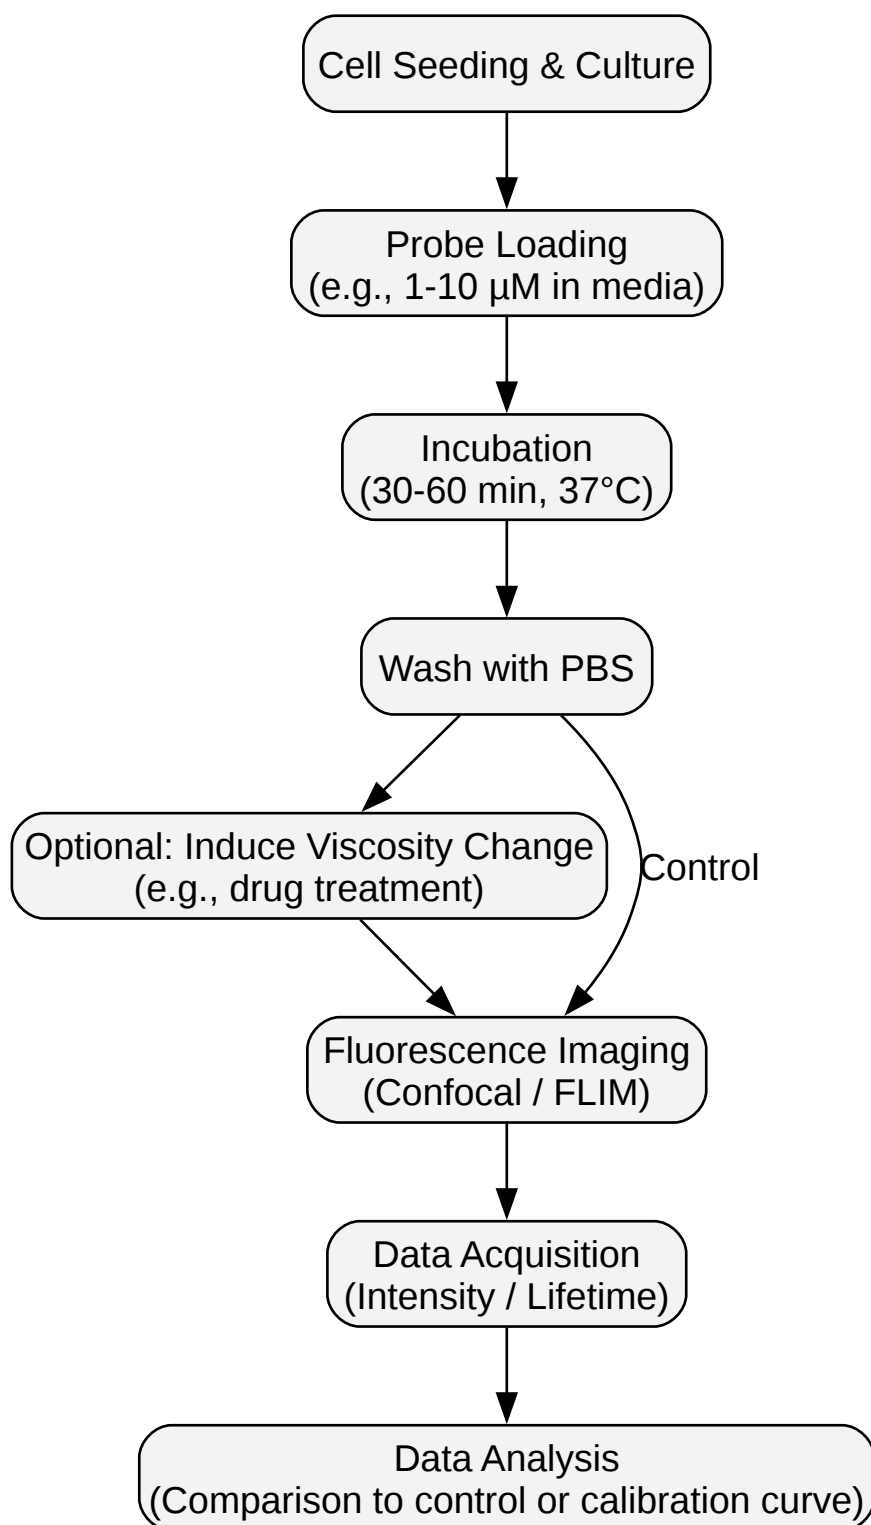 Cell Seeding & Culture
Probe Loading
(e.g., 1-10 µM in media)
Incubation
(30-60 min, 37°C)
Wash with PBS
Optional: Induce Viscosity Change
(e.g., drug treatment)
Control
Fluorescence Imaging
(Confocal / FLIM)
Data Acquisition
(Intensity / Lifetime)
Data Analysis
(Comparison to control or calibration curve)